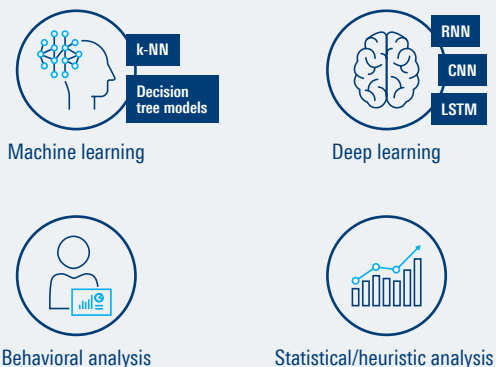 k-NN
Decision
tree models
Machine learning
RNN
CNN
LSTM
Deep learning
Behavioral analysis
Statistical/heuristic analysis